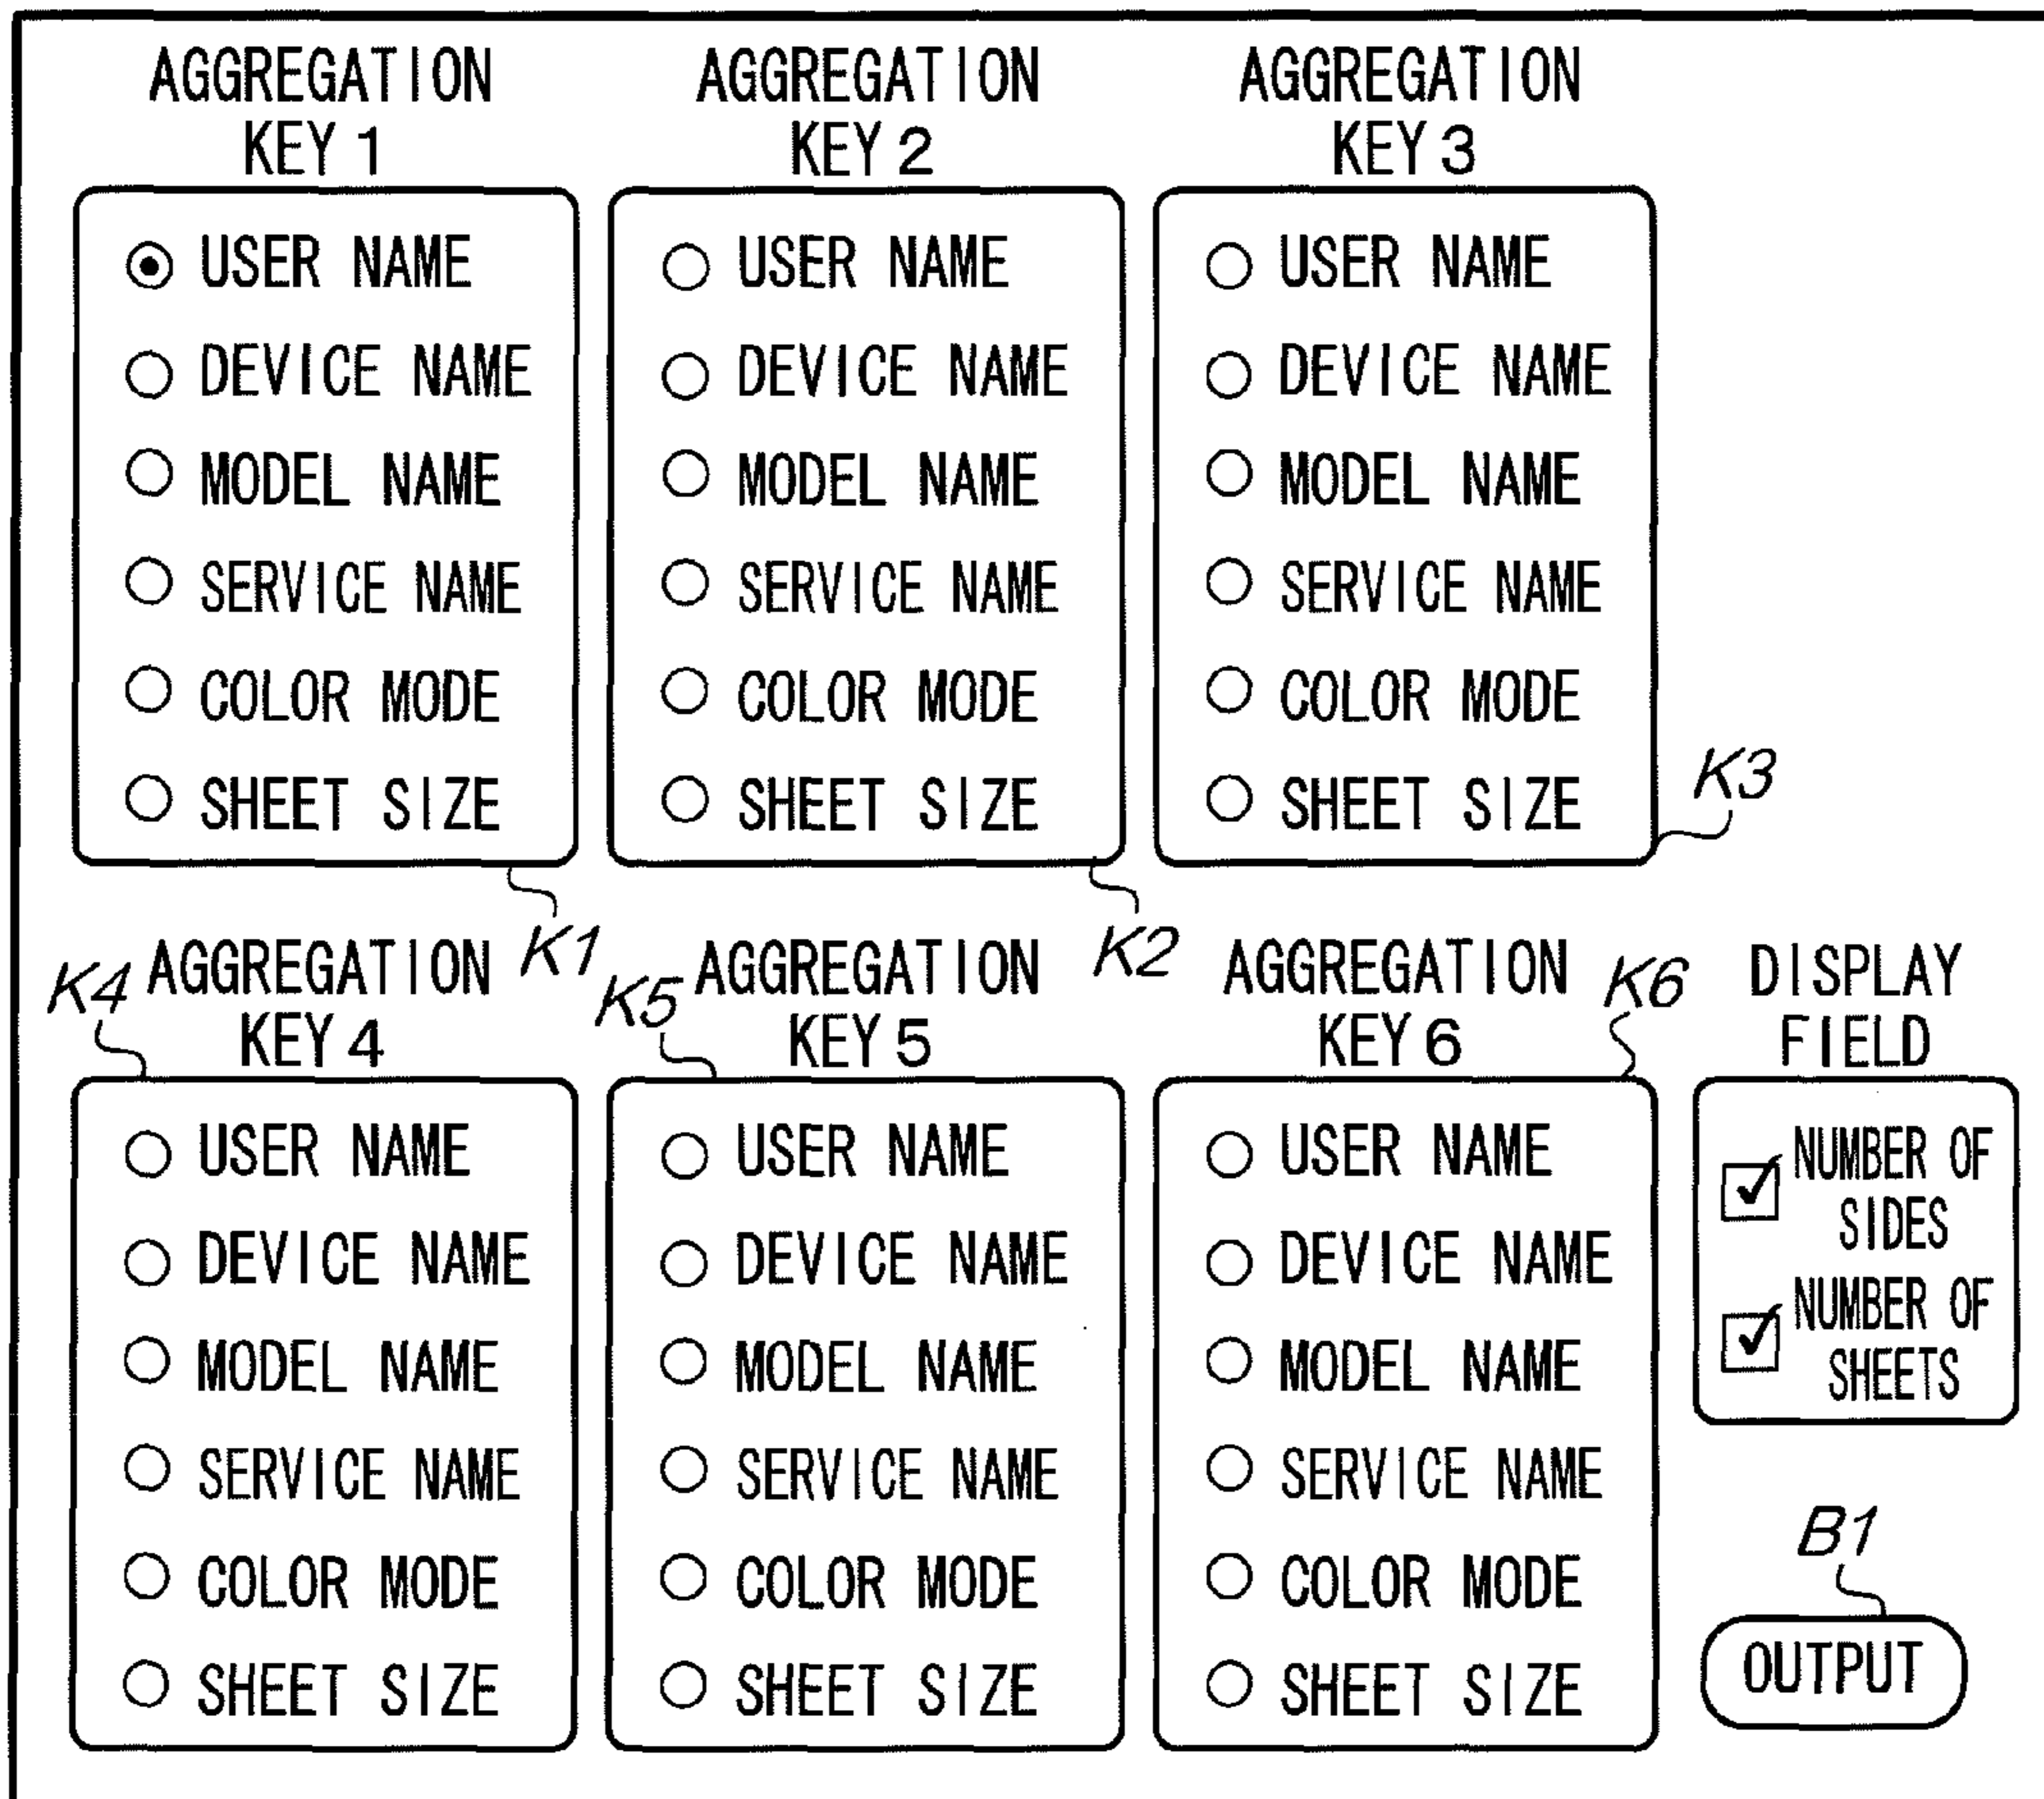 AGGREGATION
KEY 1
USER NAME
DEVICE NAME
MODEL NAME
SERVICE NAME
COLOR MODE
SHEET SIZE
K1
AGGREGATION
KEY 2
USER NAME
DEVICE NAME
MODEL NAME
SERVICE NAME
COLOR MODE
SHEET SIZE
K2
AGGREGATION
KEY 3
USER NAME
DEVICE NAME
MODEL NAME
SERVICE NAME
COLOR MODE
SHEET SIZE
K3
K4
AGGREGATION
KEY 4
USER NAME
DEVICE NAME
MODEL NAME
SERVICE NAME
COLOR MODE
SHEET SIZE
K5
AGGREGATION
KEY 5
USER NAME
DEVICE NAME
MODEL NAME
SERVICE NAME
COLOR MODE
SHEET SIZE
AGGREGATION
KEY 6
K6
USER NAME
DEVICE NAME
MODEL NAME
SERVICE NAME
COLOR MODE
SHEET SIZE
DISPLAY
FIELD
NUMBER OF
SIDES
NUMBER OF
SHEETS
B1
OUTPUT